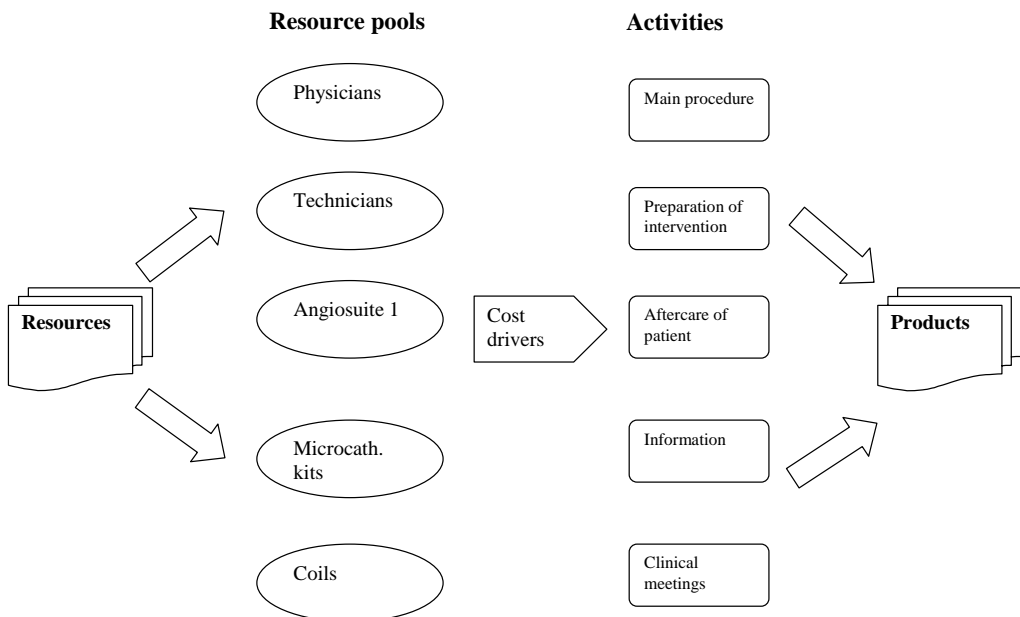 Resource pools
Activities
Physicians
Main procedure
Technicians
Preparation of
intervention
Resources
Angiosuite 1
Cost
drivers
Aftercare of
patient
Products
Microcath.
kits
Information
Coils
Clinical
meetings